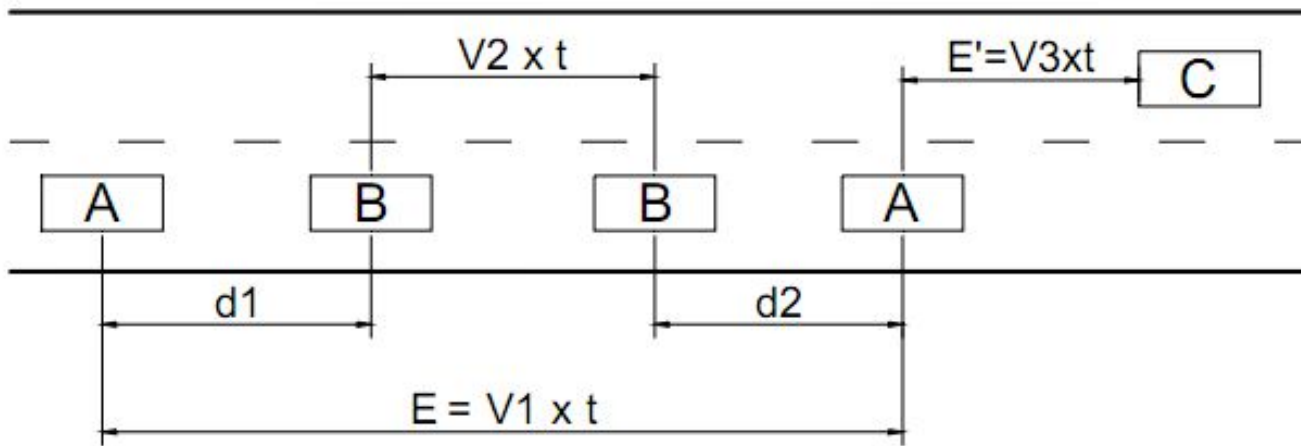 V2 x t
E'=V3xt
C
A
B
B
A
d1
d2
E = V1 x t